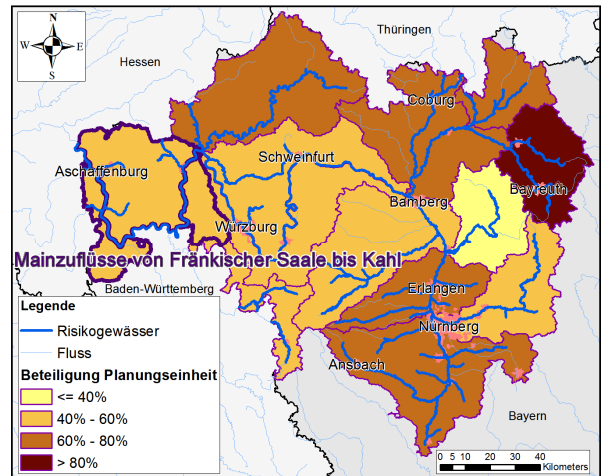 N
W E
S
Thüringen
Hessen
Coburg
Schweinfurt
Aschaffenburg
Bayreuth
Bamberg
Würzburg
Mainzuflüsse von Fränkischer Saale bis Kahl
Baden-Württemberg
Erlangen
Nürnberg
Ansbach
Bayern
Legende
Risikogewässer
Fluss
Beteiligung Planungseinheit
<= 40%
40% - 60%
60% - 80%
> 80%
0 5 10 20 30 40
Kilometers